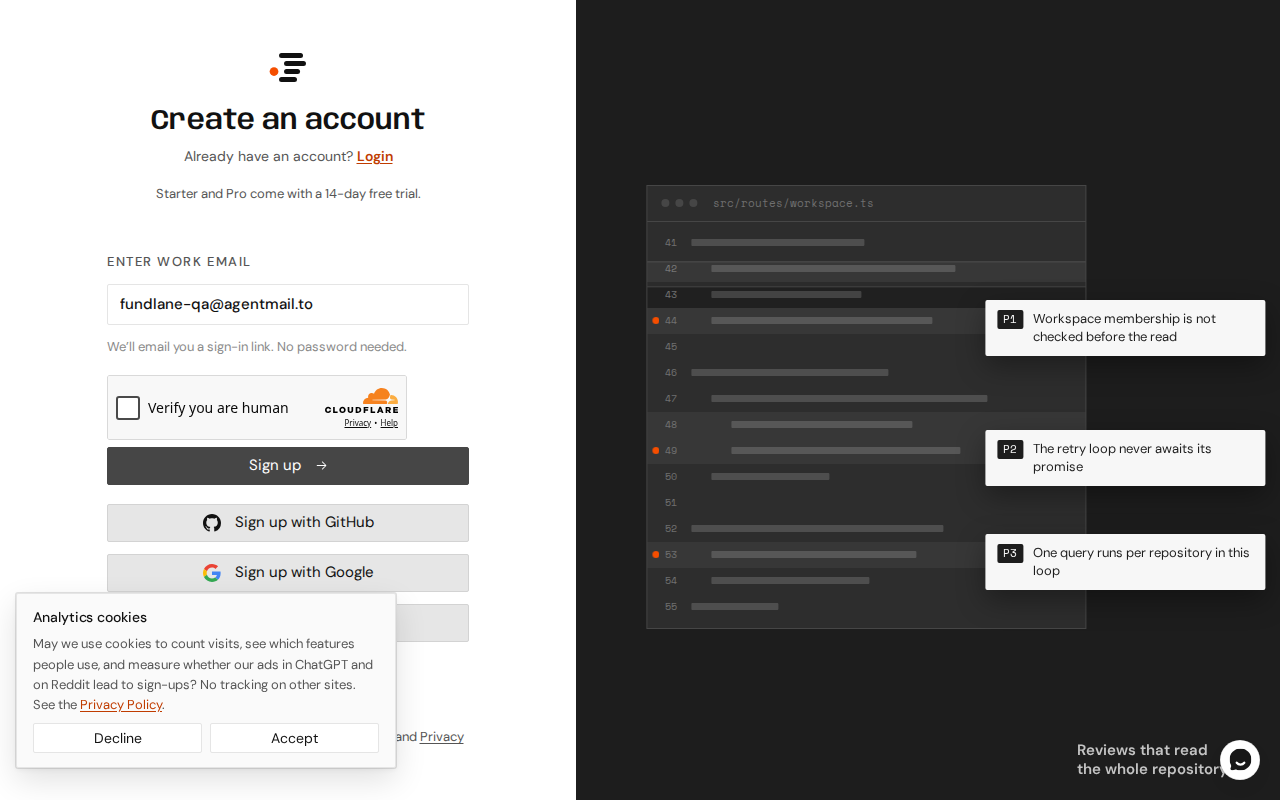 Create an account
Already have an account? Login
Starter and Pro come with a 14-day free trial.
ENTER WORK EMAIL
fundlane-qa@agentmail.to
We'll email you a sign-in link. No password needed.
Verify you are human
CLOUDFLARE
Privacy • Help
Sign up →
Sign up with GitHub
Sign up with Google
Analytics cookies
May we use cookies to count visits, see which features
people use, and measure whether our ads in ChatGPT and
on Reddit lead to sign-ups? No tracking on other sites.
See the Privacy Policy.
Decline
Accept
and Privacy
src/routes/workspace.ts
41
42
43
44
45
46
47
48
49
50
51
52
53
54
55
P1 Workspace membership is not
checked before the read
P2 The retry loop never awaits its
promise
P3 One query runs per repository in this
loop
Reviews that read
the whole repository